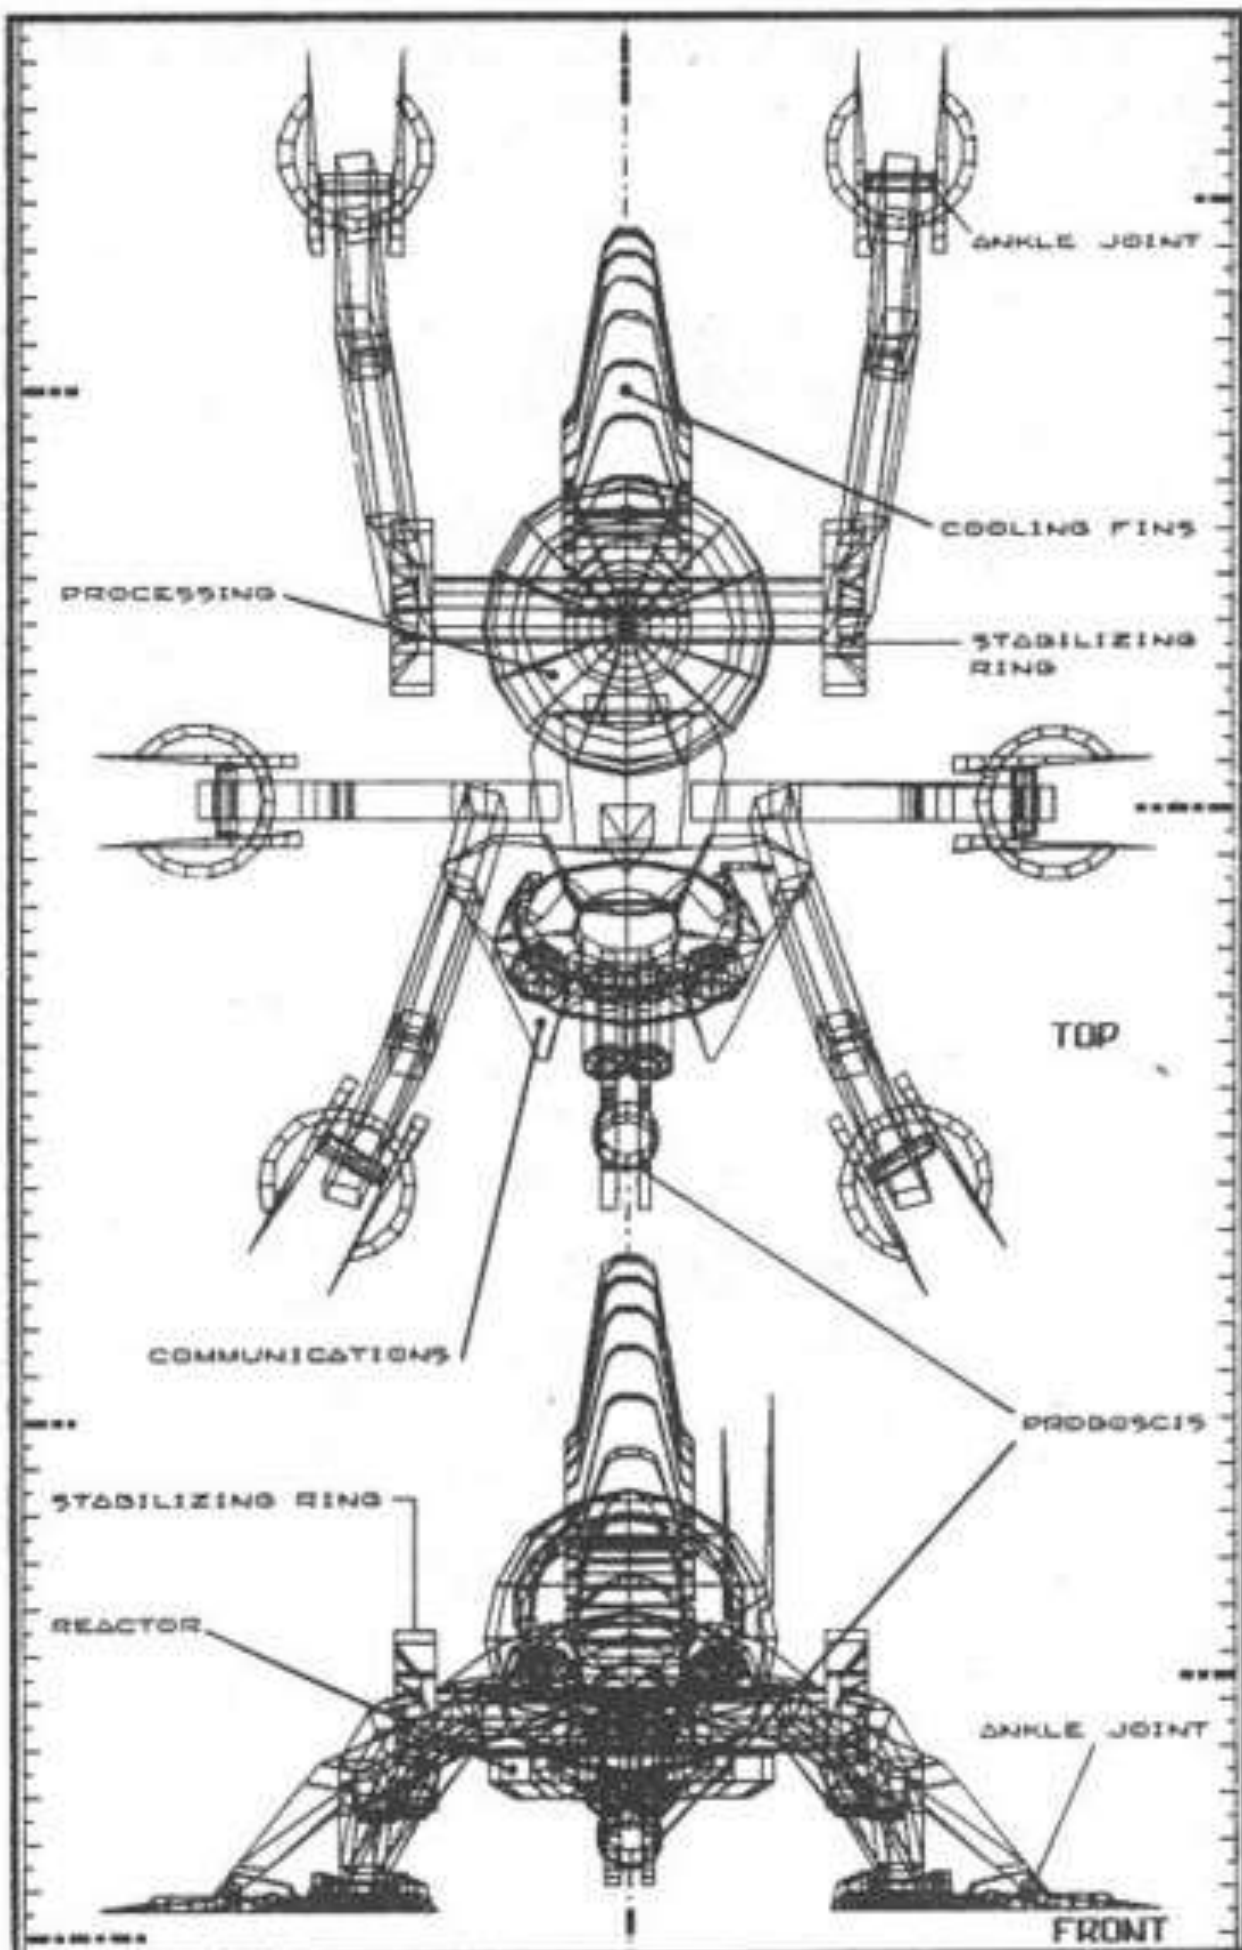 ANKLE JOINT
COOLING FINS
PROCESSING
STABILIZING
RING
TOP
COMMUNICATIONS
PROBOSCIS
STABILIZING RING
REACTOR
ANKLE JOINT
FRONT